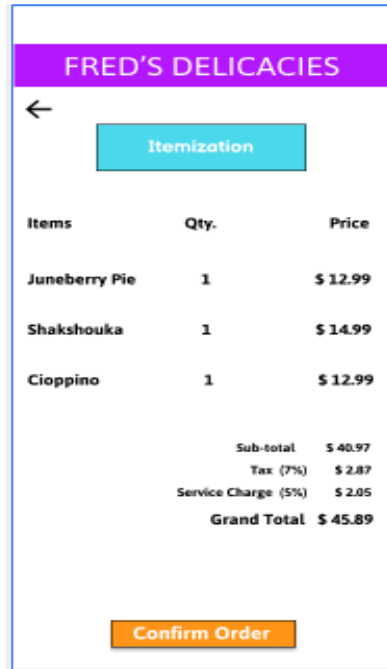 FRED'S DELICACIES
Itemization
Items Qty. Price
Juneberry Pie 1 $ 12.99
Shakshouka 1 $ 14.99
Cioppino 1 $ 12.99
Sub-total $ 40.97
Tax (7%) $ 2.87
Service Charge (5%) $ 2.05
Grand Total $ 45.89
Confirm Order